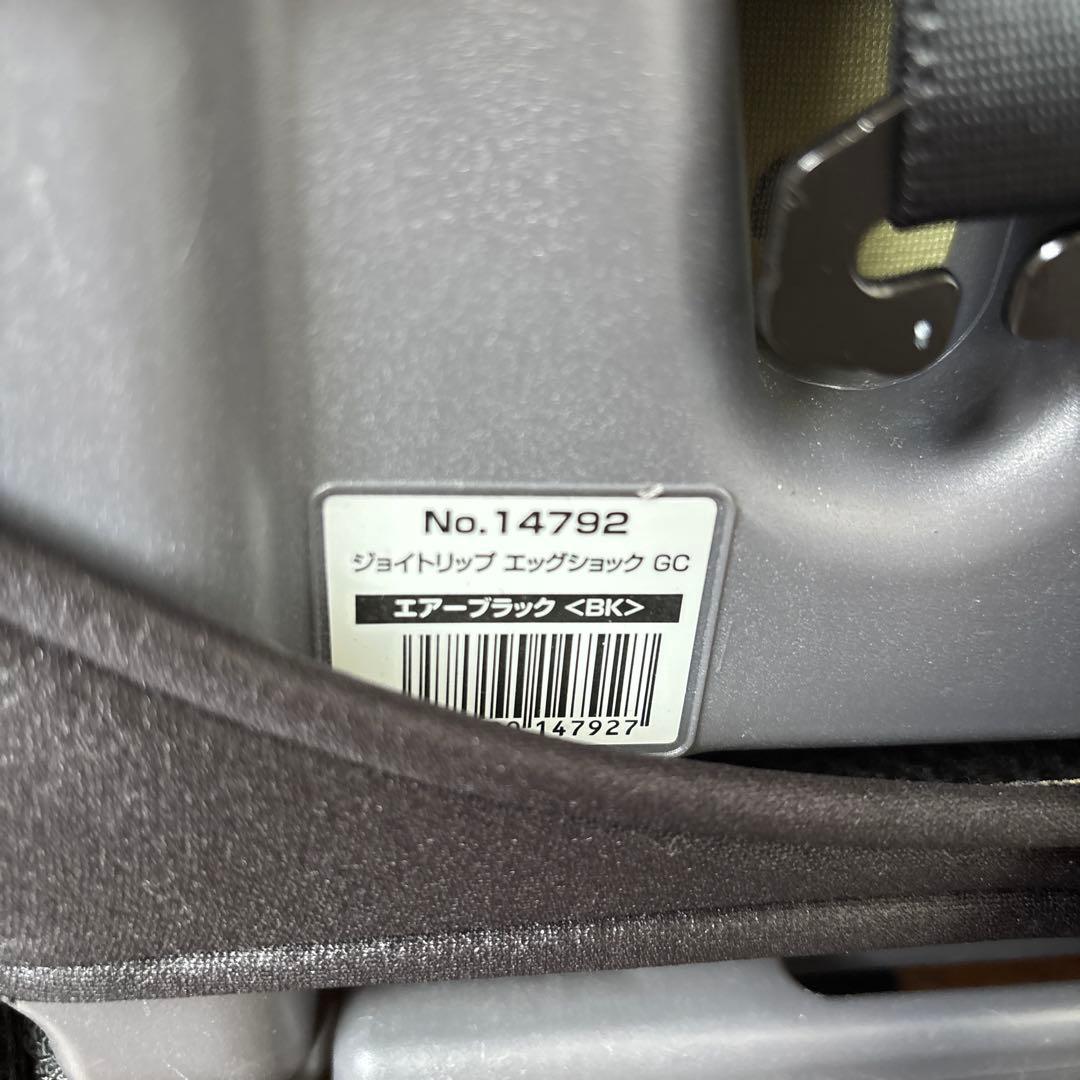 No.14792
ジョイトリップ エッグショック GC
エアーブラック <BK>
147927